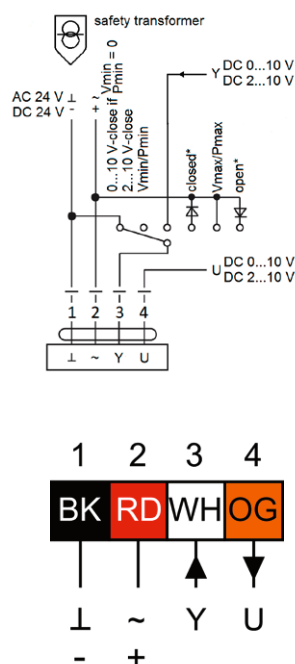 safety transformer
Y DC 0...10 V
DC 2...10 V
AC 24 V ⊥ ~
DC 24 V - +
0...10 V-close if Vmin = 0
Pmin
2...10 V-close
Vmin/Pmin
closed*
Vmax/Pmax
open*
U DC 0...10 V
DC 2...10 V
1 2 3 4
⊥ ~ Y U
1 2 3 4
BK RD WH OG
⊥ ~ Y U
- +